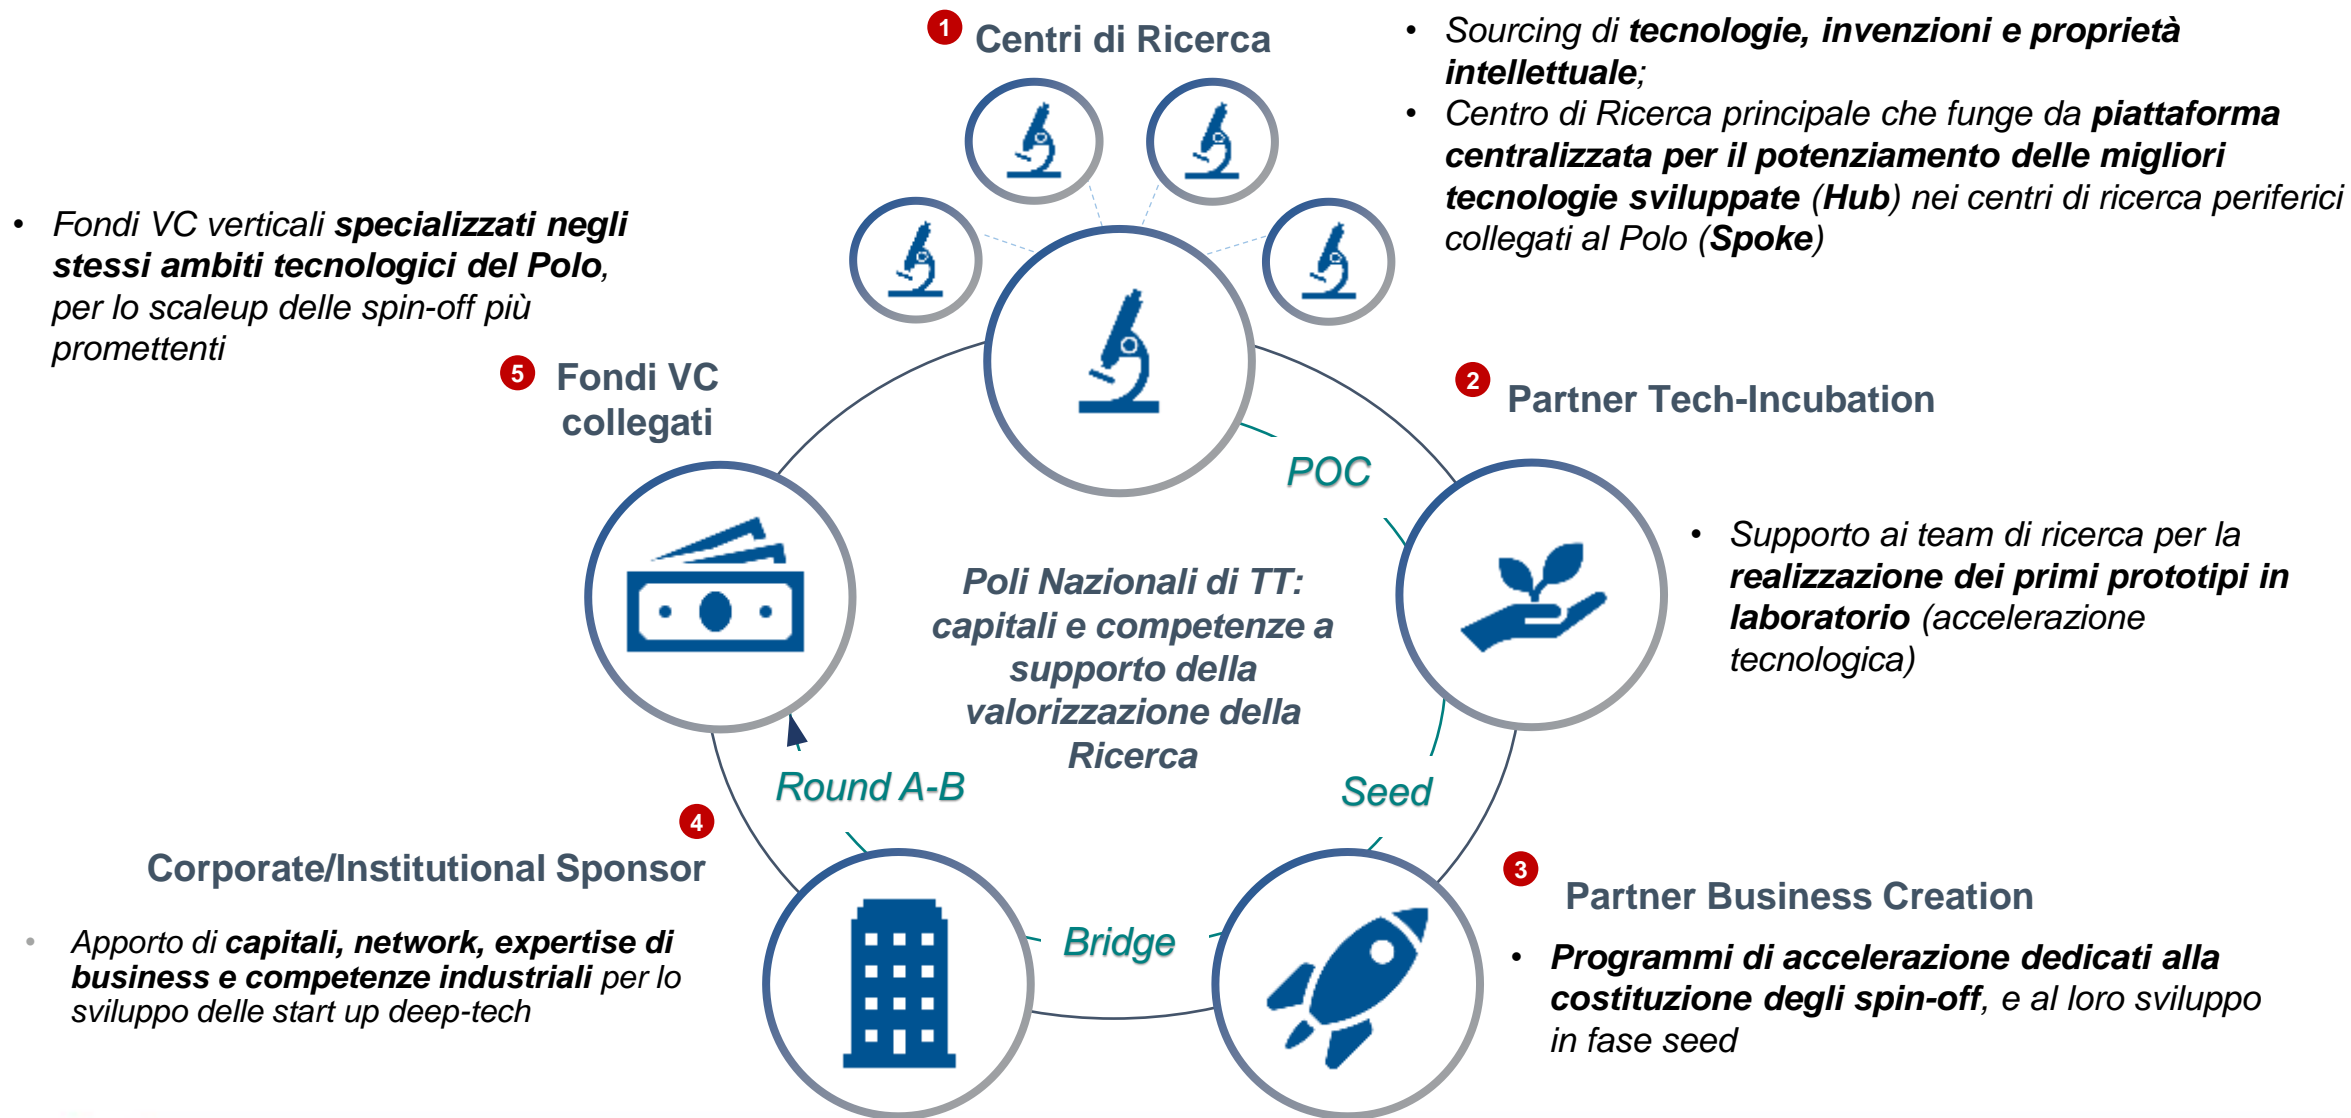 1 Centri di Ricerca
• Sourcing di tecnologie, invenzioni e proprietà
intellettuale;
• Centro di Ricerca principale che funge da piattaforma
centralizzata per il potenziamento delle migliori
tecnologie sviluppate (Hub) nei centri di ricerca periferici
collegati al Polo (Spoke)
• Fondi VC verticali specializzati negli
stessi ambiti tecnologici del Polo,
per lo scaleup delle spin-off più
promettenti
5 Fondi VC
collegati
2 Partner Tech-Incubation
POC
• Supporto ai team di ricerca per la
realizzazione dei primi prototipi in
laboratorio (accelerazione
tecnologica)
Poli Nazionali di TT:
capitali e competenze a
supporto della
valorizzazione della
Ricerca
Round A-B
Seed
4
Corporate/Institutional Sponsor
• Apporto di capitali, network, expertise di
business e competenze industriali per lo
sviluppo delle start up deep-tech
Bridge
3
Partner Business Creation
• Programmi di accelerazione dedicati alla
costituzione degli spin-off, e al loro sviluppo
in fase seed